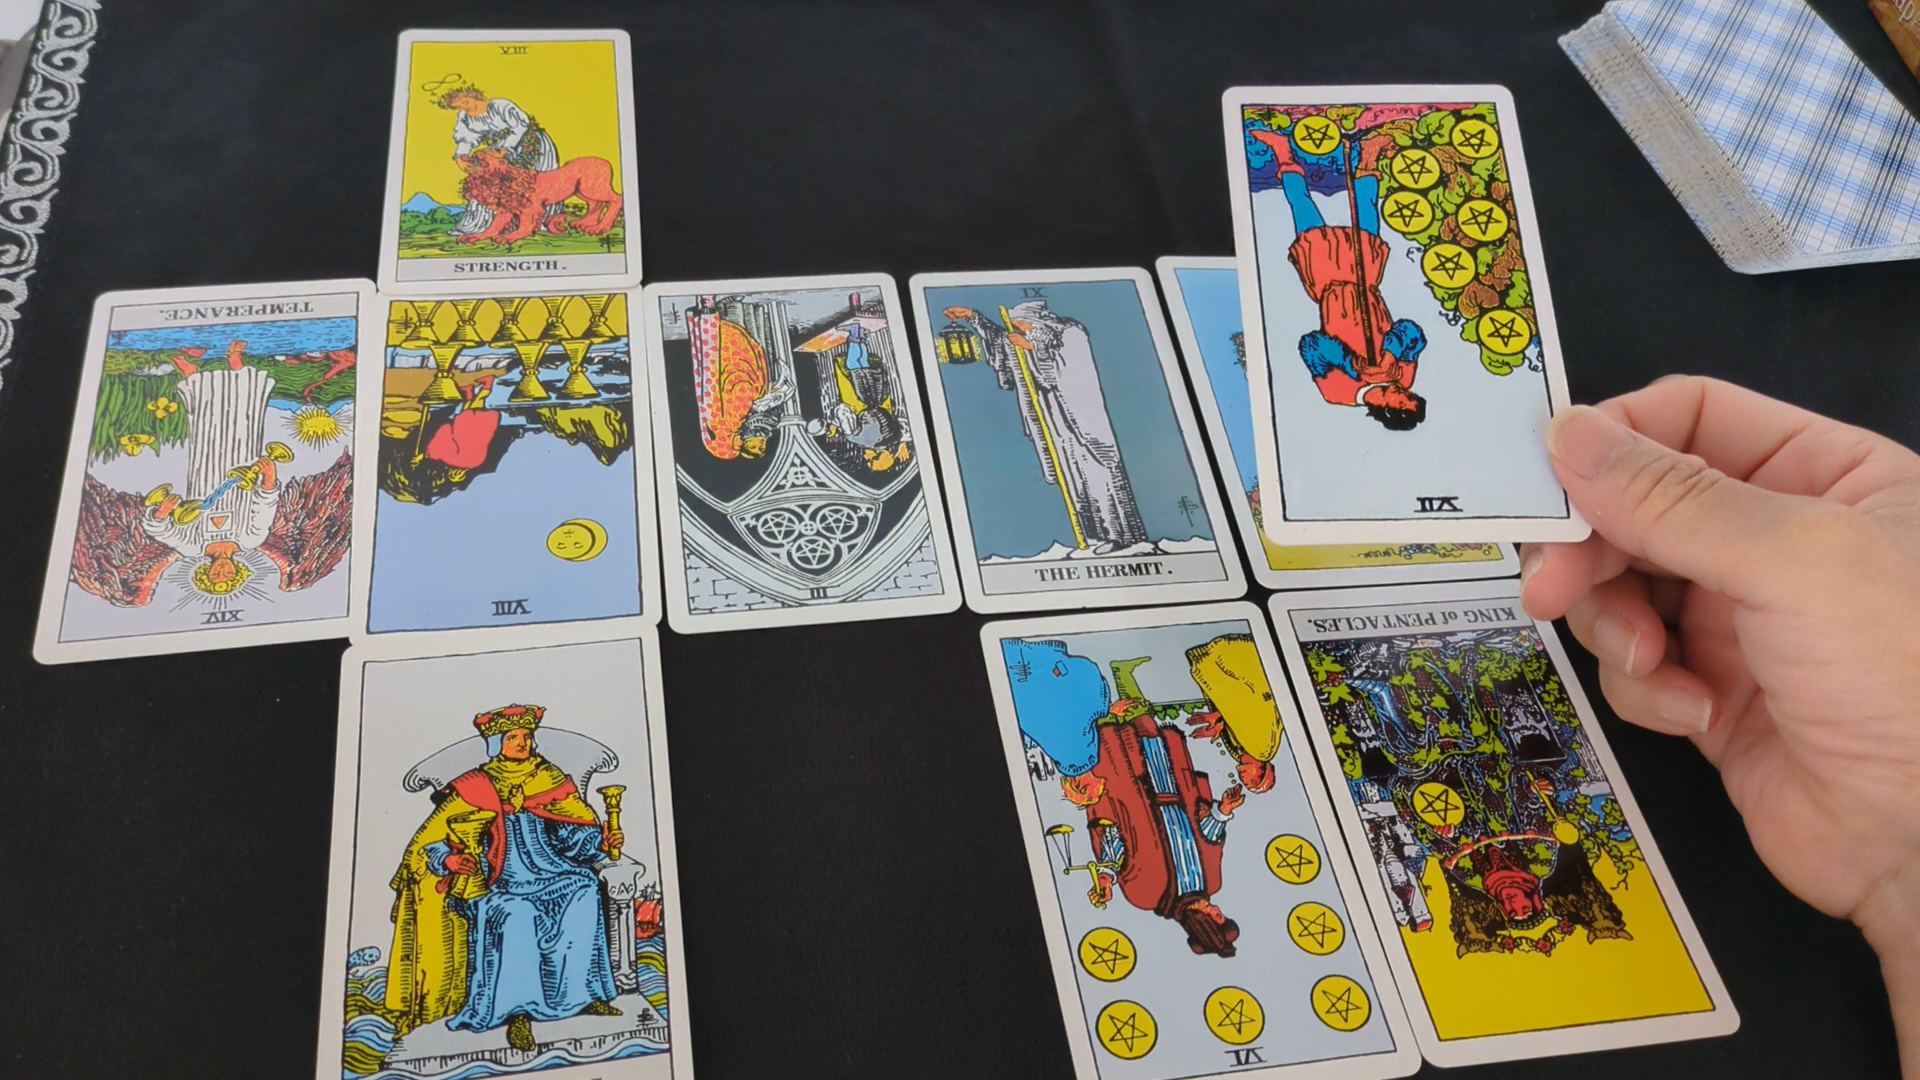 VIII
STRENGTH.
TEMPERANCE.
XIV
VIII
III
IX
THE HERMIT.
VII
KING of PENTACLES.
VI